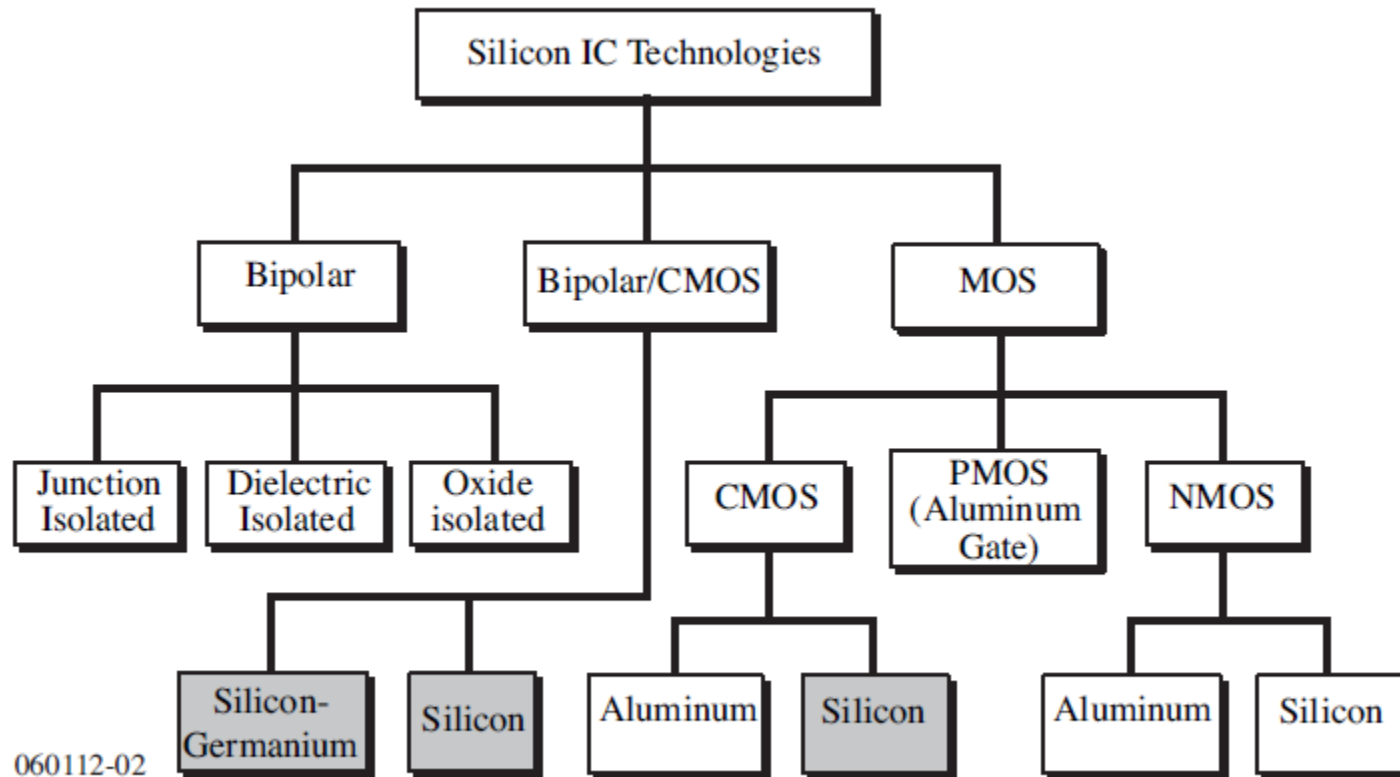 Silicon IC Technologies
Bipolar
Bipolar/CMOS
MOS
Junction
Isolated
Dielectric
Isolated
Oxide
isolated
CMOS
PMOS
(Aluminum
Gate)
NMOS
Silicon-
Germanium
Silicon
Aluminum
Silicon
Aluminum
Silicon
060112-02